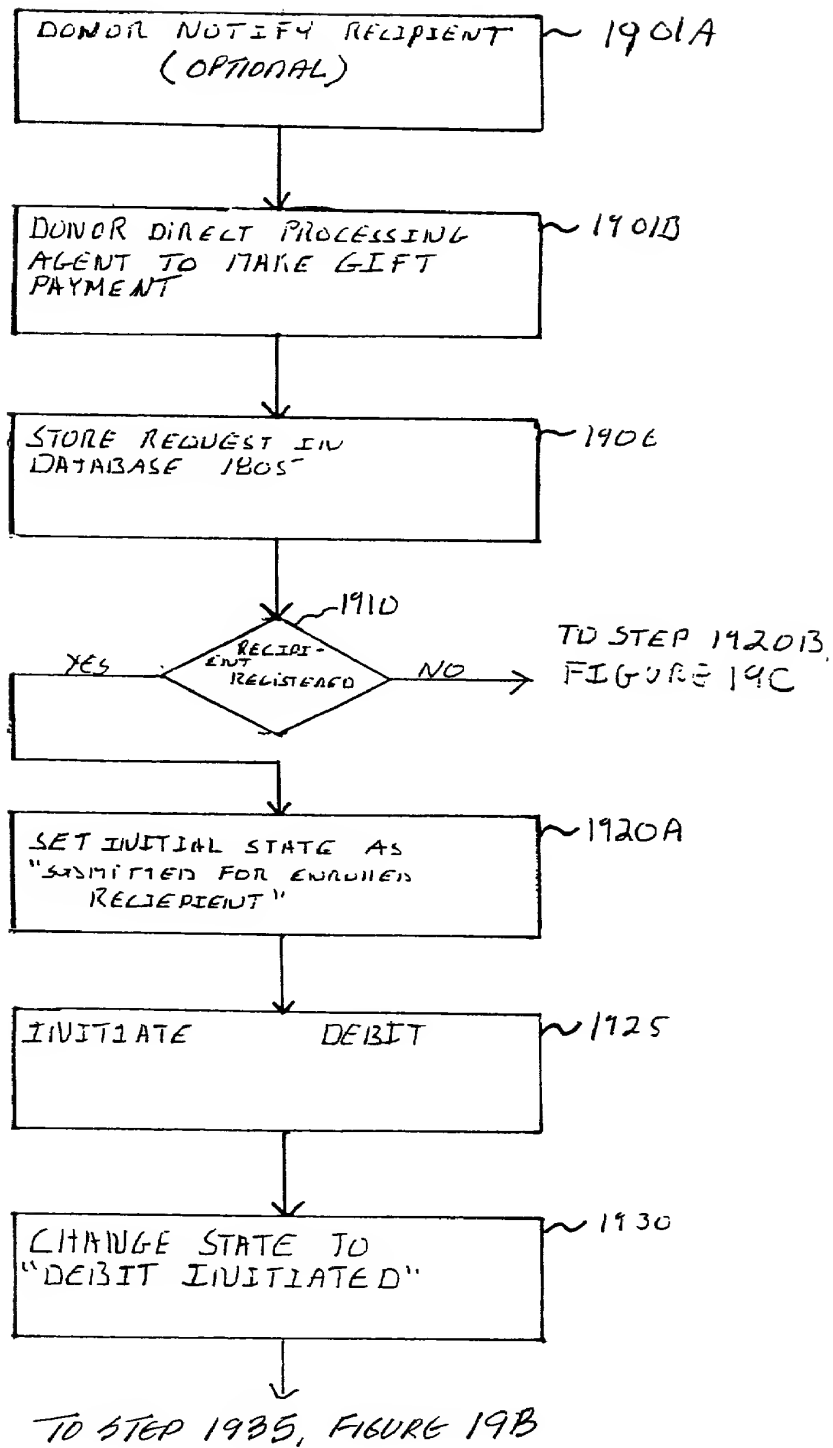 DONOR NOTIFY RECIPIENT
(OPTIONAL)
1901A
DONOR DIRECT PROCESSING
AGENT TO MAKE GIFT
PAYMENT
1901B
STORE REQUEST IN
DATABASE 1805
1906
1910
RECIPI-
ENT
REGISTERED
YES
NO
TO STEP 1920B,
FIGURE 19C
SET INITIAL STATE AS
"SUBMITTED FOR ENROLLED
RECIEPIENT"
1920A
INITIATE DEBIT
1925
CHANGE STATE TO
"DEBIT INITIATED"
1930
TO STEP 1935, FIGURE 19B